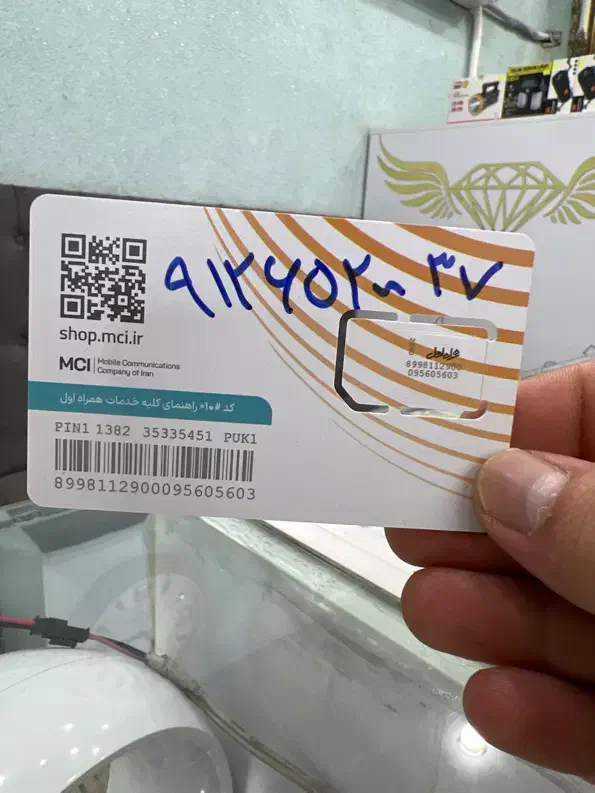 ۹۱۲۶۵۲۰۰۳۷
shop.mci.ir
MCI | Mobile Communications
Company of Iran
همراه اول
8998112900
095605603
کد #۱۰* راهنمای کلیه خدمات همراه اول
PIN1 1382 35335451 PUK1
8998112900095605603